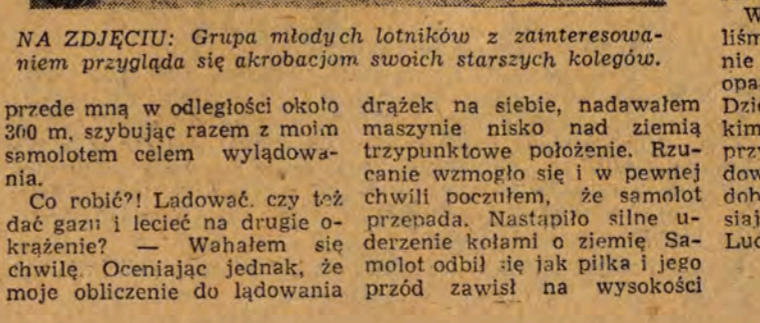 NA ZDJĘCIU: Grupa młodych lotników z zainteresowa-
niem przygląda się akrobacjom swoich starszych kolegów.
przede mną w odległości około
300 m. szybując razem z moim
samolotem celem wylądowa-
nia.
Co robić?! Lądować. czy też
dać gazu i lecieć na drugie o-
krążenie? — Wahałem się
chwilę. Oceniając jednak, że
moje obliczenie do lądowania
drążek na siebie, nadawałem
maszynie nisko nad ziemią
trzypunktowe położenie. Rzu-
canie wzmogło się i w pewnej
chwili poczułem, że samolot
przepada. Nastąpiło silne u-
derzenie kołami o ziemię Sa-
molot odbił się jak piłka i jego
przód zawisł na wysokości
W
liśm
nie
opa
Dzi
kim
przy
dow
dob
siaj
Luc